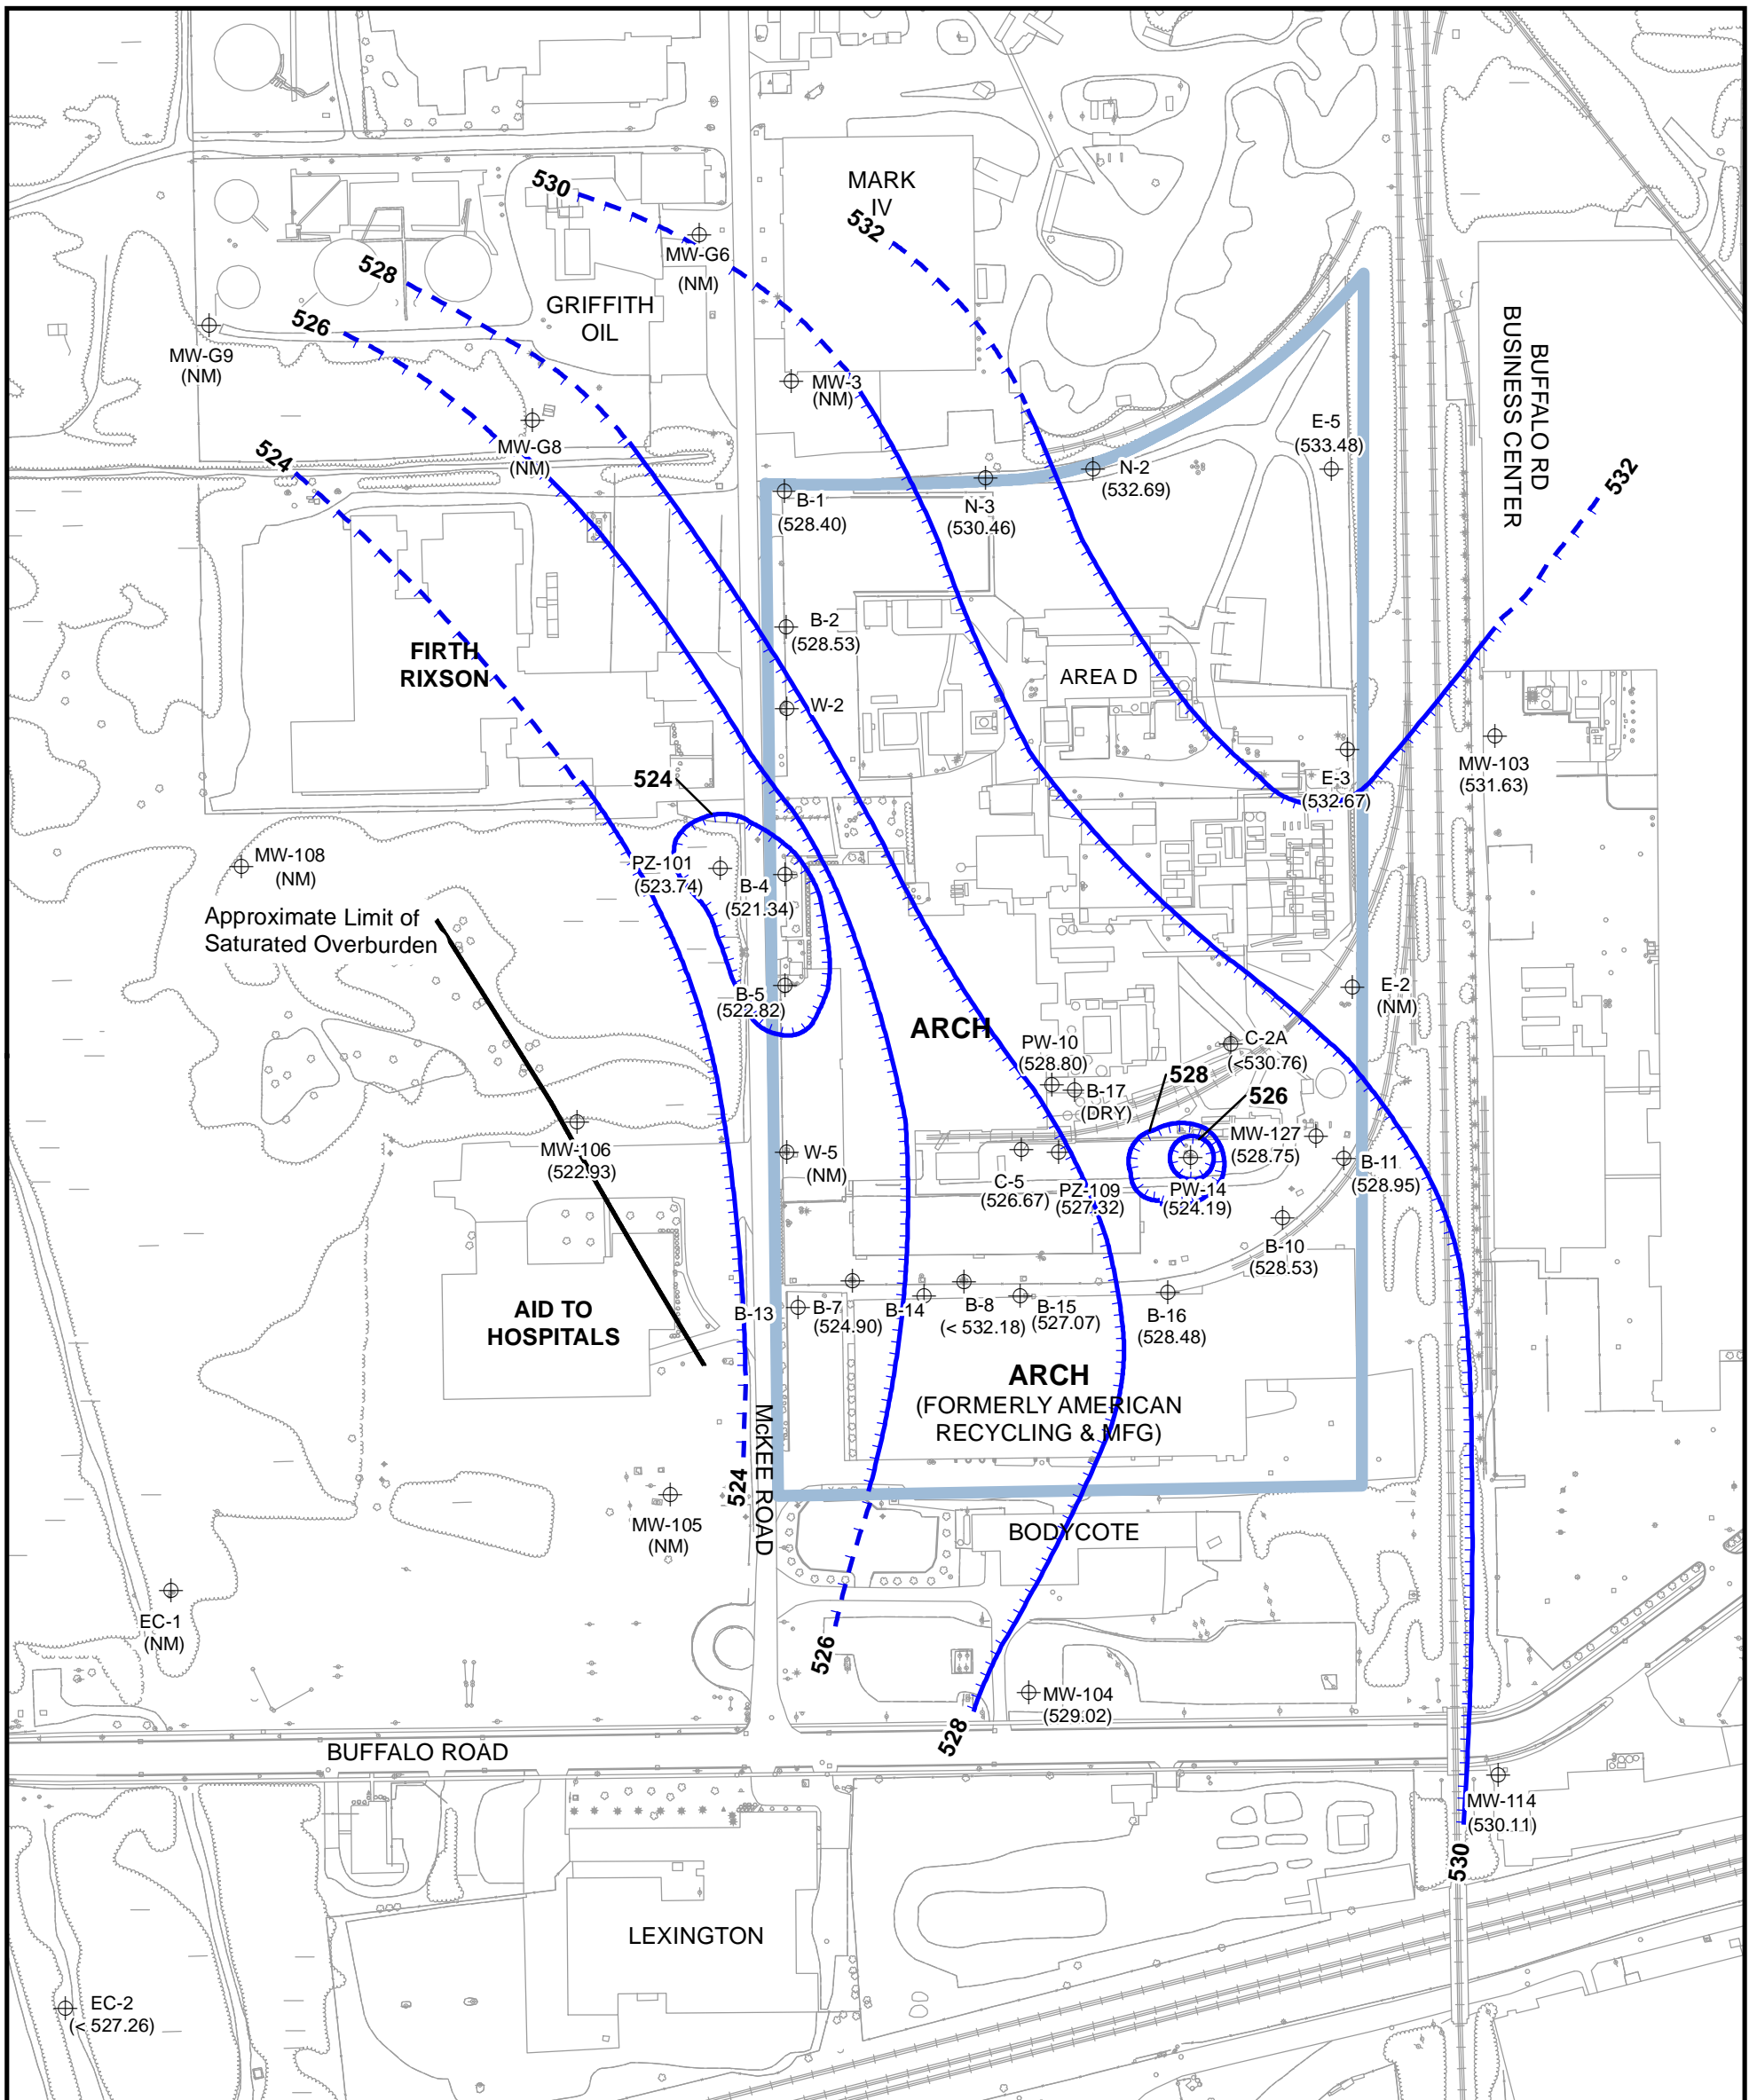 MARK
IV
530
532
MW-G6
(NM)
528
GRIFFITH
OIL
526
MW-G9
(NM)
MW-3
(NM)
BUFFALO RD
BUSINESS CENTER
E-5
(533.48)
MW-G8
(NM)
524
N-2
(532.69)
532
B-1
(528.40)
N-3
(530.46)
B-2
(528.53)
FIRTH
RIXSON
AREA D
W-2
524
E-3
(532.67)
MW-103
(531.63)
MW-108
(NM)
PZ-101
(523.74)
B-4
(521.34)
Approximate Limit of
Saturated Overburden
B-5
(522.82)
E-2
(NM)
ARCH
PW-10
(528.80)
C-2A
(<530.76)
528
B-17
(DRY)
526
MW-127
(528.75)
MW-106
(522.93)
W-5
(NM)
C-5
(526.67)
PZ-109
(527.32)
PW-14
(524.19)
B-11
(528.95)
B-10
(528.53)
AID TO
HOSPITALS
B-13
B-7
(524.90)
B-14
B-8
(< 532.18)
B-15
(527.07)
B-16
(528.48)
ARCH
(FORMERLY AMERICAN
RECYCLING & MFG)
McKEE ROAD
524
MW-105
(NM)
BODYCOTE
EC-1
(NM)
526
MW-104
(529.02)
528
BUFFALO ROAD
MW-114
(530.11)
530
LEXINGTON
EC-2
(< 527.26)